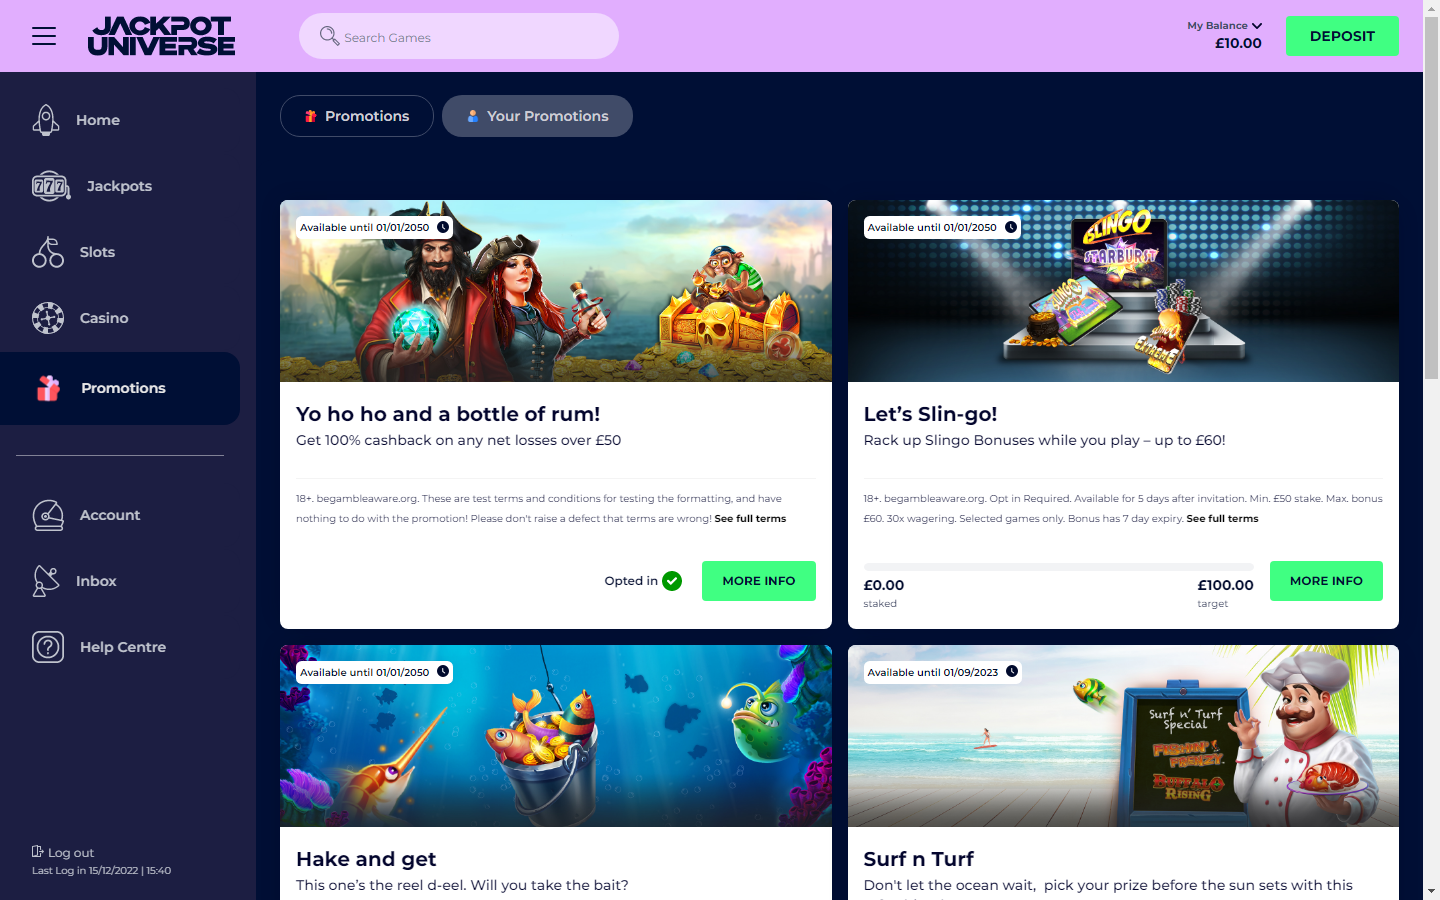 JACKPOT
UNIVERSE
Search Games
My Balance
£10.00
DEPOSIT
Home
Jackpots
Slots
Casino
Promotions
Account
Inbox
Help Centre
Log out
Last Log in 15/12/2022 | 15:40
Promotions
Your Promotions
Available until 01/01/2050
Yo ho ho and a bottle of rum!
Get 100% cashback on any net losses over £50
18+. begambleaware.org. These are test terms and conditions for testing the formatting, and have
nothing to do with the promotion! Please don't raise a defect that terms are wrong! See full terms
Opted in
MORE INFO
Available until 01/01/2050
SLINGO
STARBURST
SLINGO
SLINGO
EXTREME
Let’s Slin-go!
Rack up Slingo Bonuses while you play – up to £60!
18+. begambleaware.org. Opt in Required. Available for 5 days after invitation. Min. £50 stake. Max. bonus
£60. 30x wagering. Selected games only. Bonus has 7 day expiry. See full terms
£0.00
staked
£100.00
target
MORE INFO
Available until 01/01/2050
Hake and get
This one’s the reel d-eel. Will you take the bait?
Available until 01/09/2023
Surf n' Turf
Special
FISHIN'
FRENZY
BUFFALO
RISING
Surf n Turf
Don't let the ocean wait, pick your prize before the sun sets with this